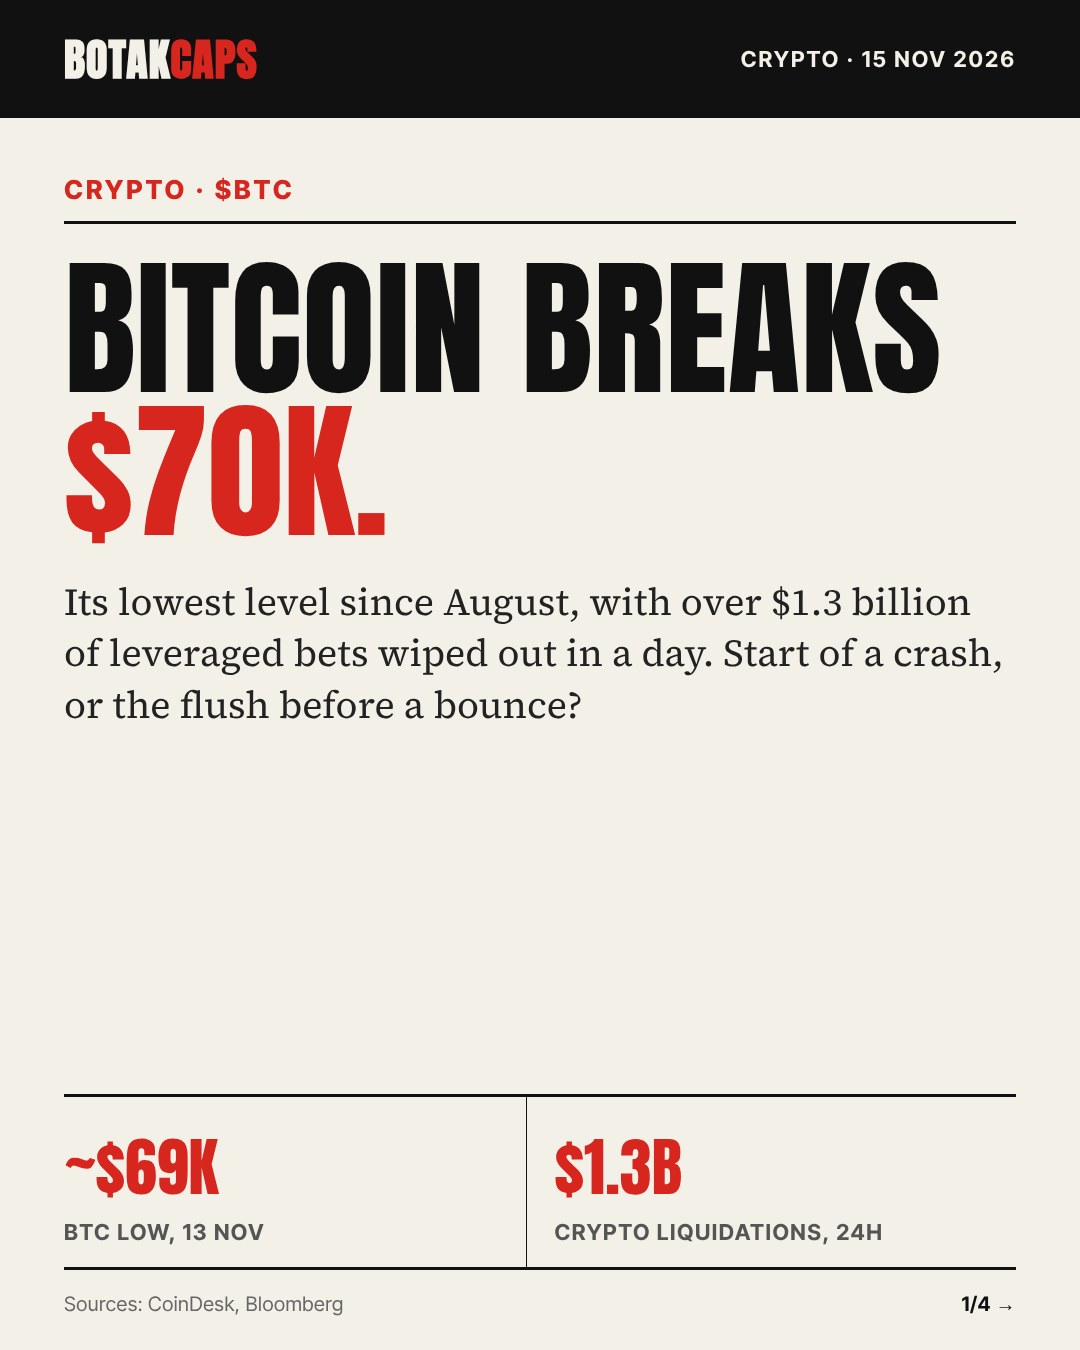 BOTAKCAPS
CRYPTO · 15 NOV 2026
CRYPTO · $BTC
BITCOIN BREAKS
$70K.
Its lowest level since August, with over $1.3 billion
of leveraged bets wiped out in a day. Start of a crash,
or the flush before a bounce?
~$69K
BTC LOW, 13 NOV
$1.3B
CRYPTO LIQUIDATIONS, 24H
Sources: CoinDesk, Bloomberg
1/4 →